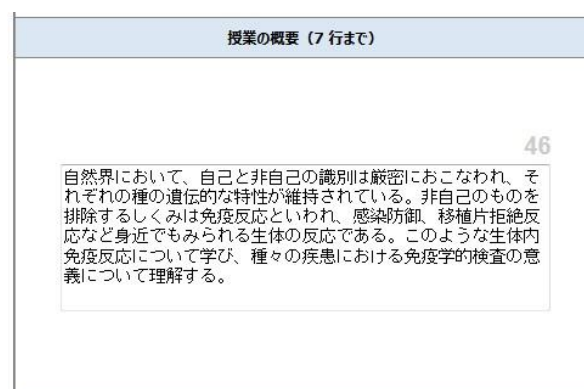 授業の概要（7 行まで）
46
自然界において、自己と非自己の識別は厳密におこなわれ、そ
れぞれの種の遺伝的な特性が維持されている。非自己のものを
排除するしくみは免疫反応といわれ、感染防御、移植片拒絶反
応など身近でもみられる生体の反応である。このような生体内
免疫反応について学び、種々の疾患における免疫学的検査の意
義について理解する。